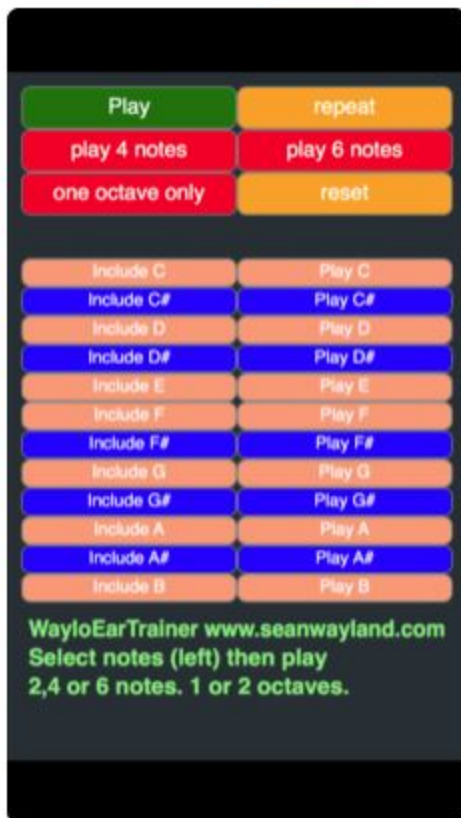 Play repeat
play 4 notes play 6 notes
one octave only reset
Include C Play C
Include C# Play C#
Include D Play D
Include D# Play D#
Include E Play E
Include F Play F
Include F# Play F#
Include G Play G
Include G# Play G#
Include A Play A
Include A# Play A#
Include B Play B
WayloEarTrainer www.seanwayland.com
Select notes (left) then play
2,4 or 6 notes. 1 or 2 octaves.